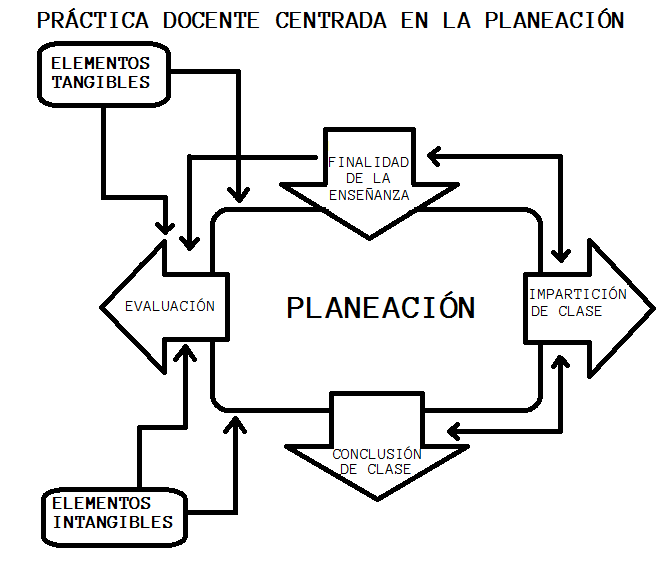 PRÁCTICA DOCENTE CENTRADA EN LA PLANEACIÓN
ELEMENTOS
TANGIBLES
FINALIDAD
DE LA
ENSEÑANZA
EVALUACIÓN
PLANEACIÓN
IMPARTICIÓN
DE CLASE
CONCLUSIÓN
DE CLASE
ELEMENTOS
INTANGIBLES